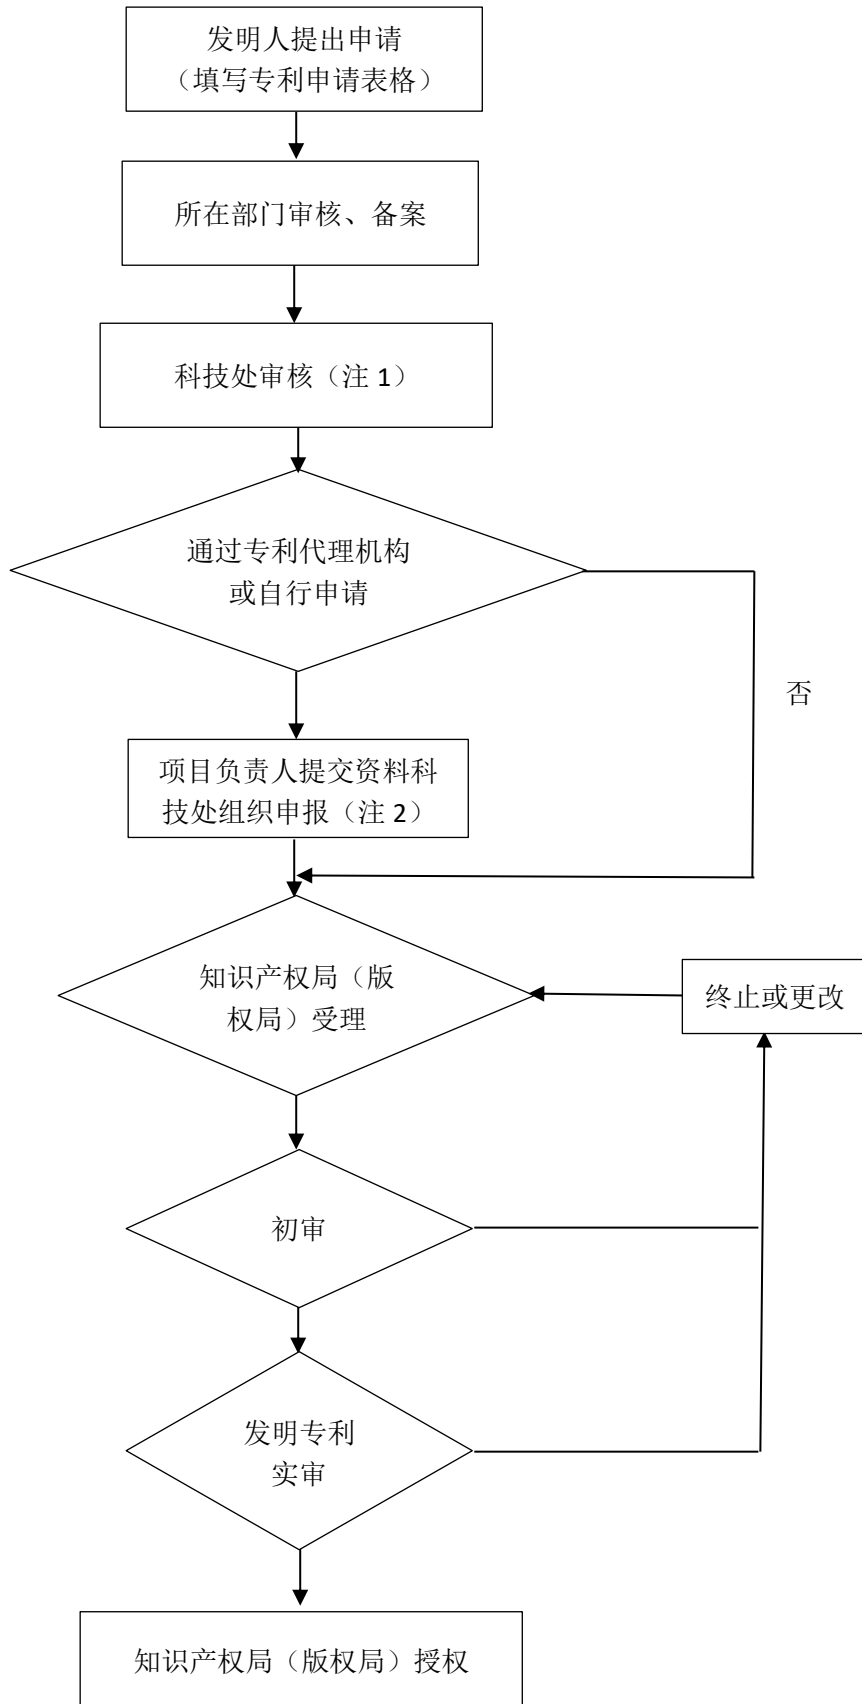 发明人提出申请
（填写专利申请表格）
所在部门审核、备案
科技处审核（注 1）
通过专利代理机构
或自行申请
否
项目负责人提交资料科
技处组织申报（注 2）
知识产权局（版
权局）受理
终止或更改
初审
发明专利
实审
知识产权局（版权局）授权